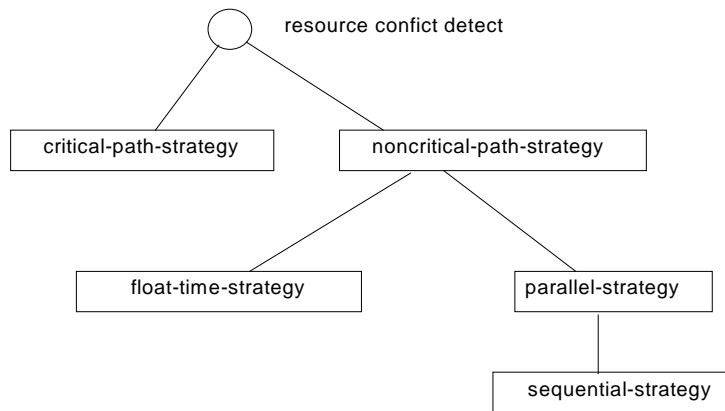 resource confict detect
critical-path-strategy
noncritical-path-strategy
float-time-strategy
parallel-strategy
sequential-strategy